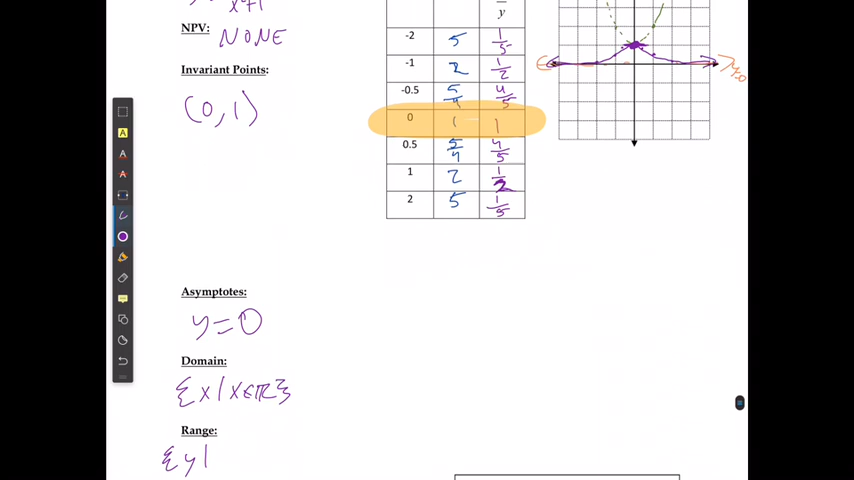 x²+1
NPV: NONE
Invariant Points:
(0,1)
y
-2 5 1/5
-1 2 1/2
-0.5 5/4 4/5
0 1 1
0.5 5/4 4/5
1 2 1/2
2 5 1/5
Asymptotes:
y=0
Domain:
{x|x∈ℝ}
Range:
{y|
y=0